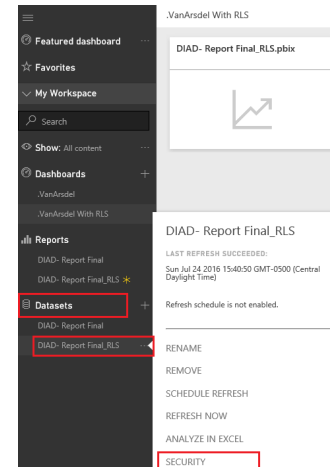 .VanArsdel With RLS
Featured dashboard ...
Favorites
My Workspace
Search
Show: All content ...
Dashboards +
.VanArsdel
.VanArsdel With RLS
Reports
DIAD- Report Final
DIAD- Report Final_RLS
Datasets +
DIAD- Report Final
DIAD- Report Final_RLS ...
DIAD- Report Final_RLS.pbix
DIAD- Report Final_RLS
LAST REFRESH SUCCEEDED:
Sun Jul 24 2016 15:40:50 GMT-0500 (Central
Daylight Time)
Refresh schedule is not enabled.
RENAME
REMOVE
SCHEDULE REFRESH
REFRESH NOW
ANALYZE IN EXCEL
SECURITY